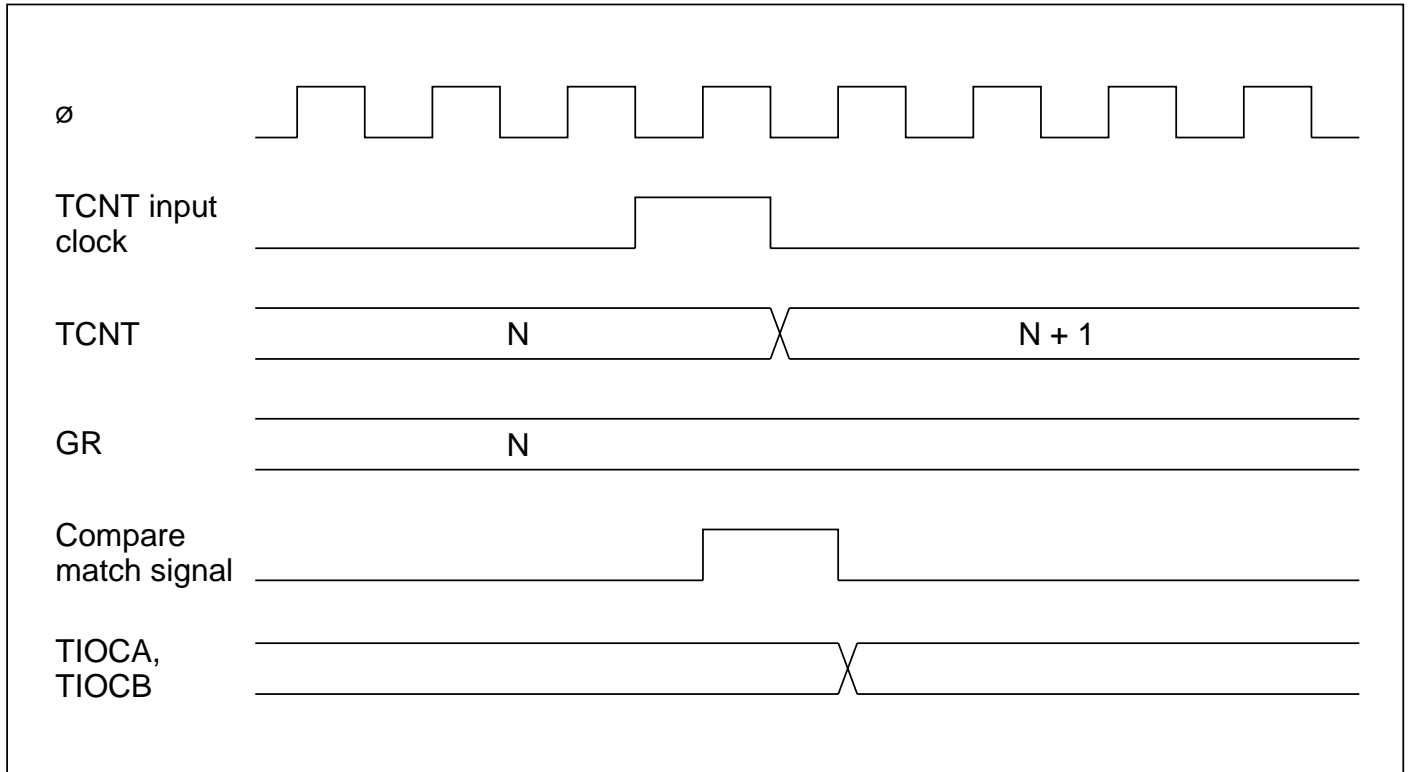 ø
TCNT input
clock
TCNT
N
N + 1
GR
N
Compare
match signal
TIOCA,
TIOCB